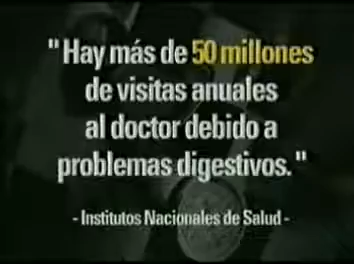 "Hay más de 50 millones
de visitas anuales
al doctor debido a
problemas digestivos."
- Institutos Nacionales de Salud -